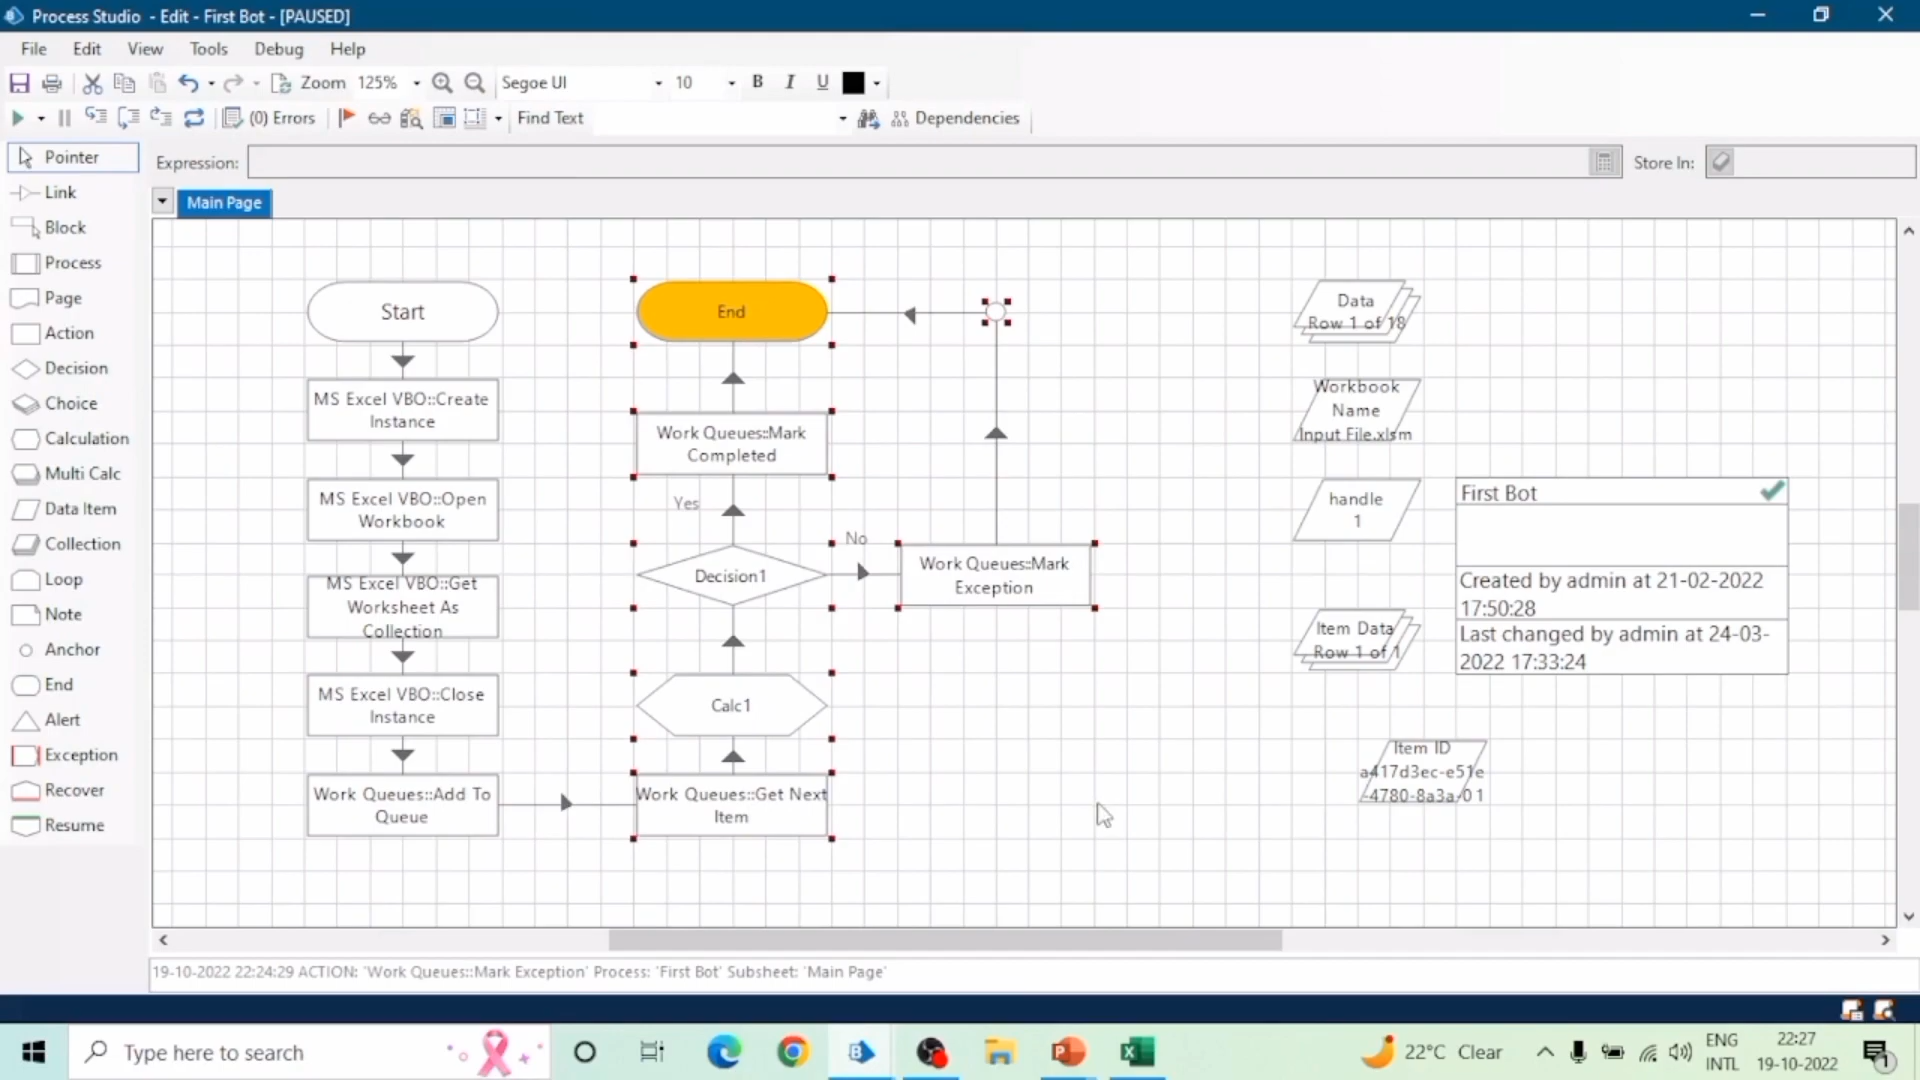 Process Studio - Edit - First Bot - [PAUSED]
File Edit View Tools Debug Help
Zoom 125% Segoe UI 10 B I U
(0) Errors Find Text Dependencies
Pointer
Link
Block
Process
Page
Action
Decision
Choice
Calculation
Multi Calc
Data Item
Collection
Loop
Note
Anchor
End
Alert
Exception
Recover
Resume
Expression: Store In:
Main Page
Start
MS Excel VBO::Create
Instance
MS Excel VBO::Open
Workbook
MS Excel VBO::Get
Worksheet As
Collection
MS Excel VBO::Close
Instance
Work Queues::Add To
Queue
End
Work Queues::Mark
Completed
Yes
Decision1
No
Work Queues::Mark
Exception
Calc1
Work Queues::Get Next
Item
Data
Row 1 of 18
Workbook
Name
Input File.xlsm
handle
1
Item Data
Row 1 of 1
Item ID
a417d3ec-e51e
-4780-8a3a-01
First Bot
Created by admin at 21-02-2022
17:50:28
Last changed by admin at 24-03-
2022 17:33:24
19-10-2022 22:24:29 ACTION: 'Work Queues::Mark Exception' Process: 'First Bot' Subsheet: 'Main Page'
Type here to search
22°C Clear
ENG
INTL
22:27
19-10-2022
1